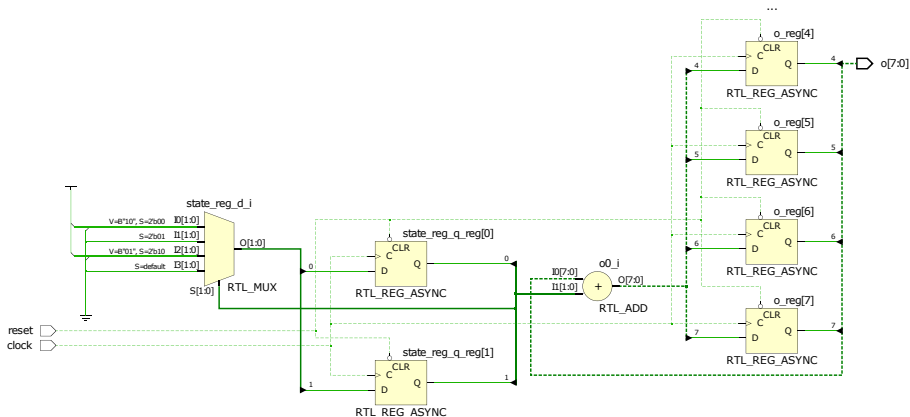 ...
o_reg[4]
CLR
C
Q
4
o[7:0]
4
D
RTL_REG_ASYNC
o_reg[5]
CLR
C
Q
5
5
D
RTL_REG_ASYNC
state_reg_d_i
V=B"10", S=2'b00
I0[1:0]
S=2'b01
I1[1:0]
O[1:0]
V=B"01", S=2'b10
I2[1:0]
S=default
I3[1:0]
S[1:0]
RTL_MUX
state_reg_q_reg[0]
CLR
C
Q
0
0
D
RTL_REG_ASYNC
o0_i
I0[7:0]
I1[1:0]
+
O[7:0]
RTL_ADD
o_reg[6]
CLR
C
Q
6
6
D
RTL_REG_ASYNC
o_reg[7]
CLR
C
Q
7
7
D
RTL_REG_ASYNC
reset
clock
state_reg_q_reg[1]
CLR
C
Q
1
1
D
RTL_REG_ASYNC